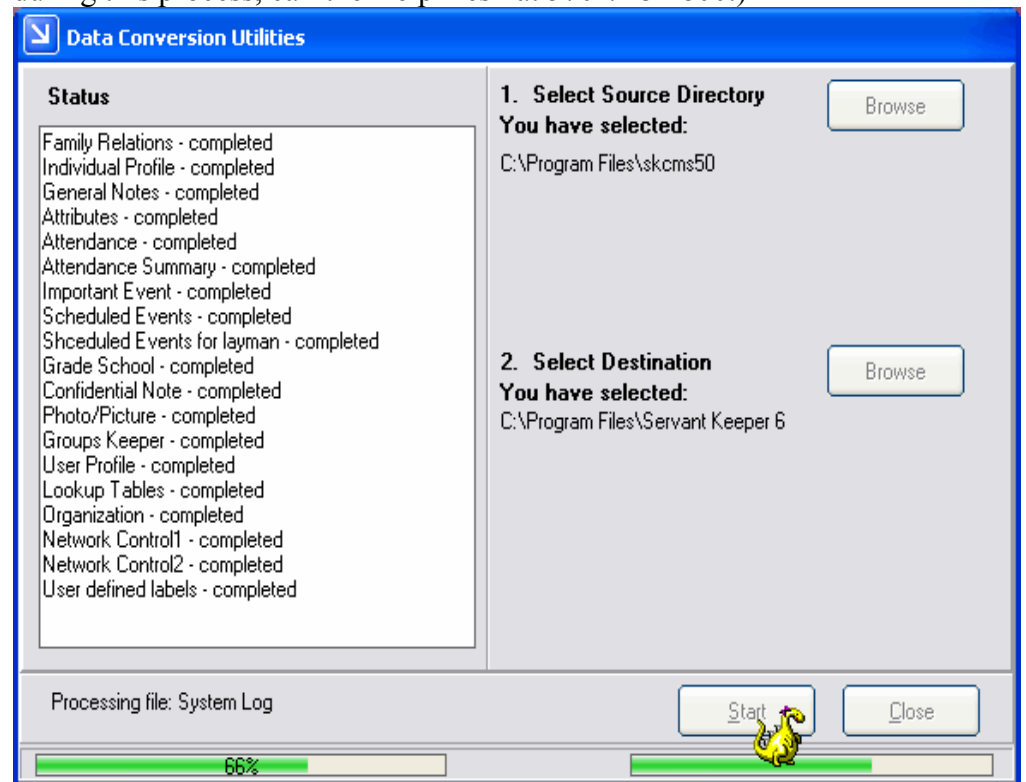 Data Conversion Utilities
Status
Family Relations - completed
Individual Profile - completed
General Notes - completed
Attributes - completed
Attendance - completed
Attendance Summary - completed
Important Event - completed
Scheduled Events - completed
Shceduled Events for layman - completed
Grade School - completed
Confidential Note - completed
Photo/Picture - completed
Groups Keeper - completed
User Profile - completed
Lookup Tables - completed
Organization - completed
Network Control1 - completed
Network Control2 - completed
User defined labels - completed
1. Select Source Directory
Browse
You have selected:
C:\Program Files\skcms50
2. Select Destination
Browse
You have selected:
C:\Program Files\Servant Keeper 6
Processing file: System Log
Start
Close
66%